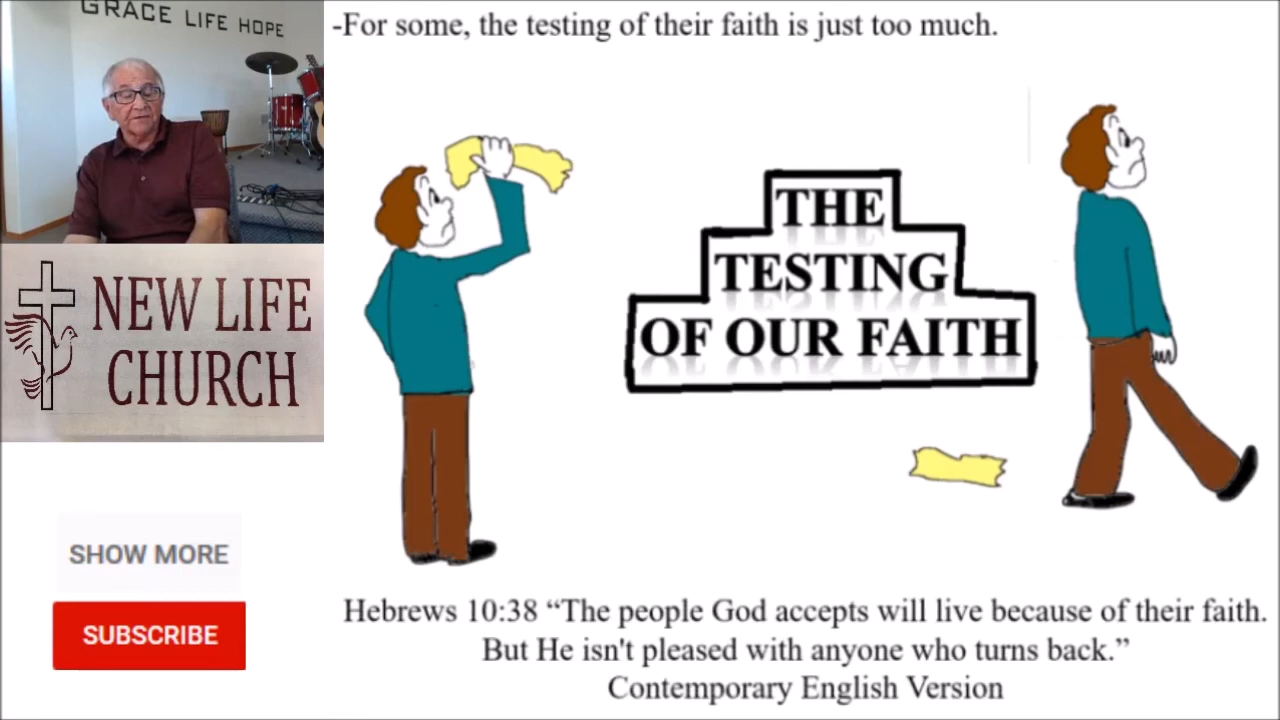 GRACE LIFE HOPE
-For some, the testing of their faith is just too much.
THE
TESTING
OF OUR FAITH
NEW LIFE
CHURCH
SHOW MORE
SUBSCRIBE
Hebrews 10:38 “The people God accepts will live because of their faith.
But He isn't pleased with anyone who turns back.”
Contemporary English Version